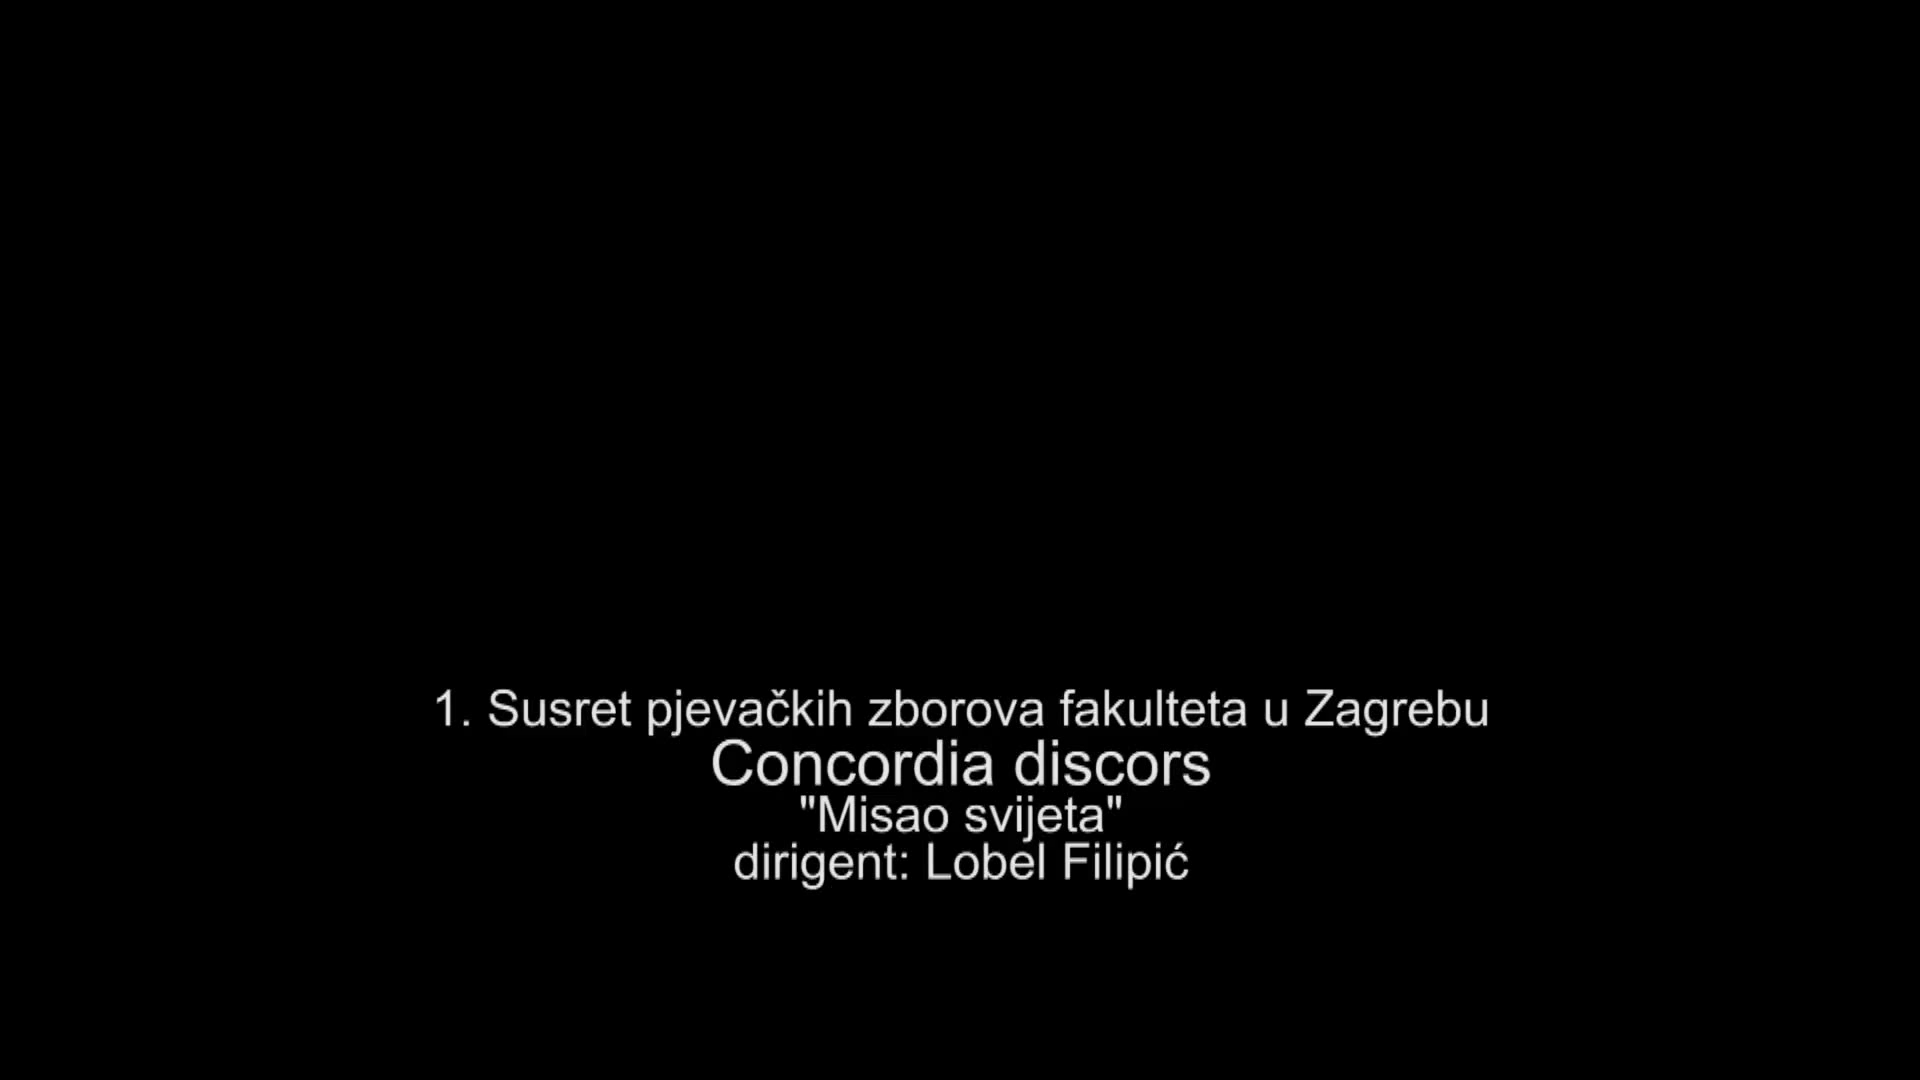 1. Susret pjevačkih zborova fakulteta u Zagrebu
Concordia discors
"Misao svijeta"
dirigent: Lobel Filipić